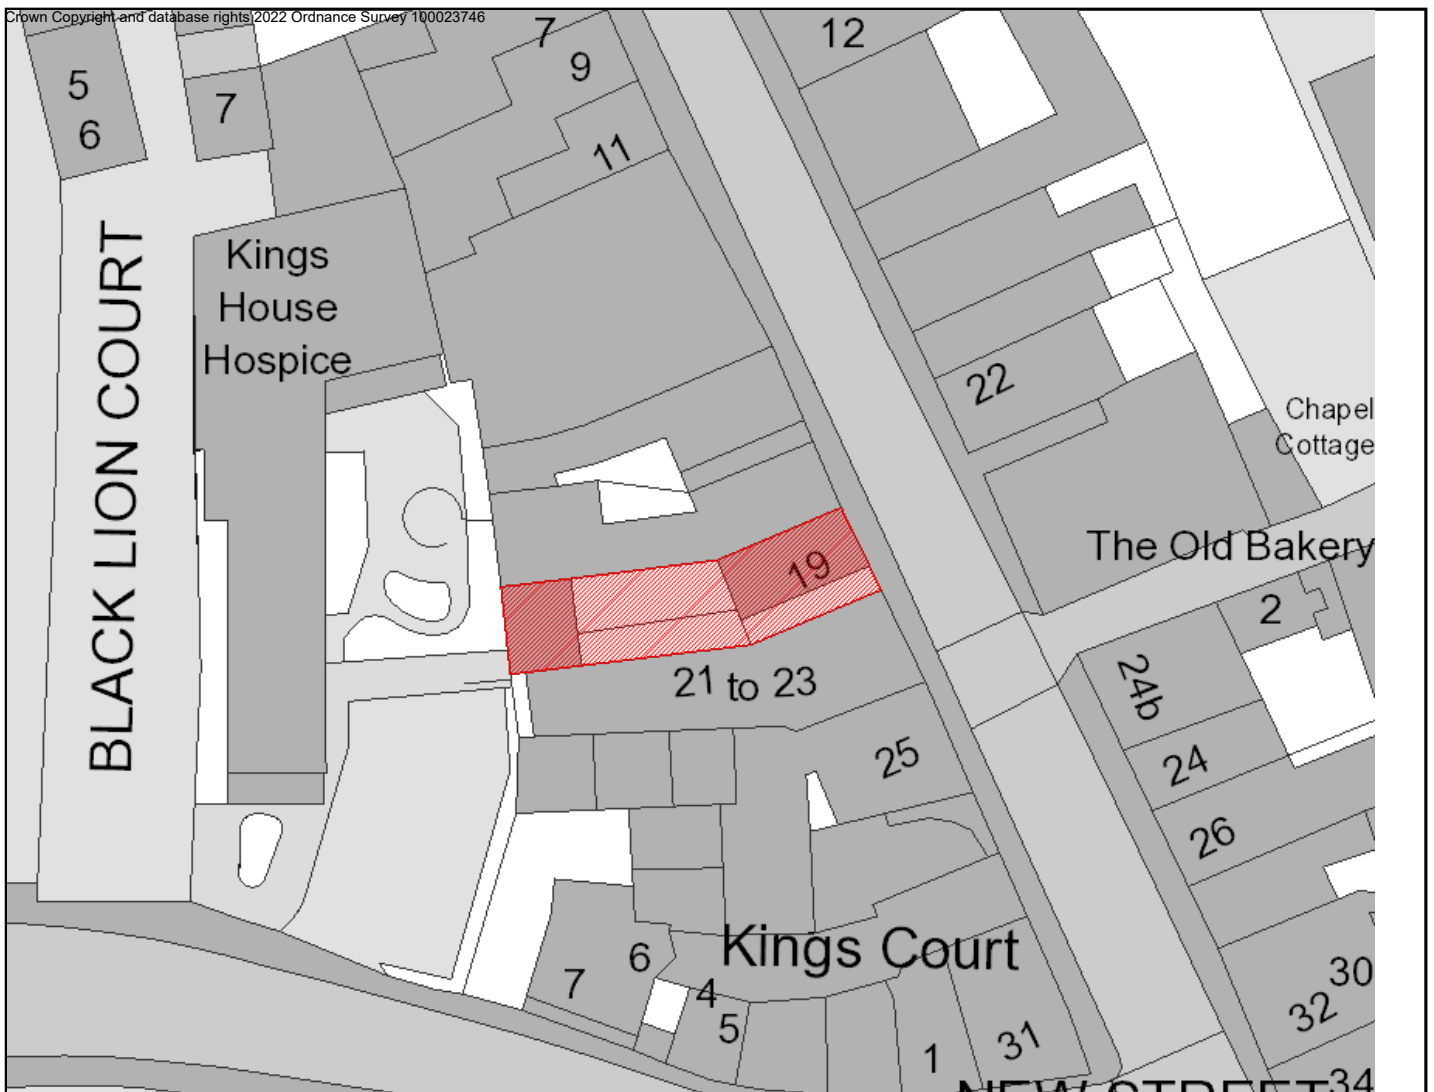 Crown Copyright and database rights 2022 Ordnance Survey 100023746
5
6
7
7
9
11
12
Kings
House
Hospice
BLACK LION COURT
22
Chapel
Cottage
The Old Bakery
19
2
21 to 23
24b
24
25
26
Kings Court
7
6
4
5
1
31
30
32
34
NEW STREET